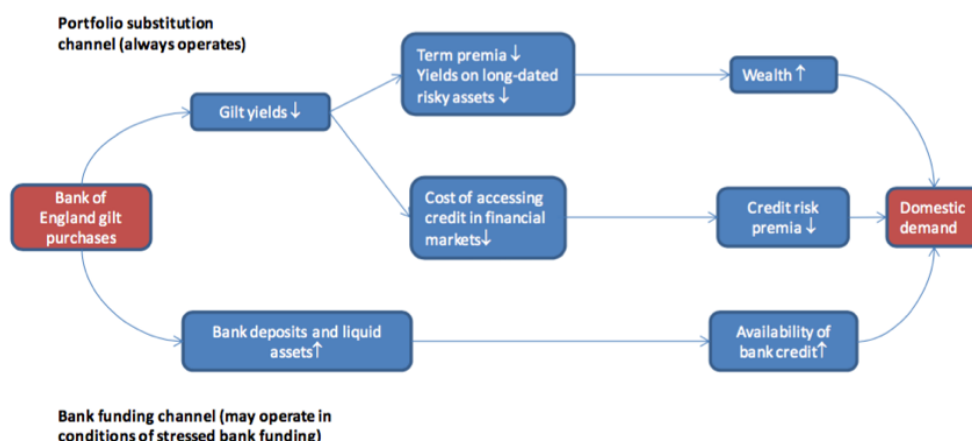 Portfolio substitution
channel (always operates)
Term premia ↓
Yields on long-dated
risky assets ↓
Wealth ↑
Gilt yields ↓
Bank of
England gilt
purchases
Cost of accessing
credit in financial
markets↓
Credit risk
premia ↓
Domestic
demand
Bank deposits and liquid
assets↑
Availability of
bank credit↑
Bank funding channel (may operate in
conditions of stressed bank funding)